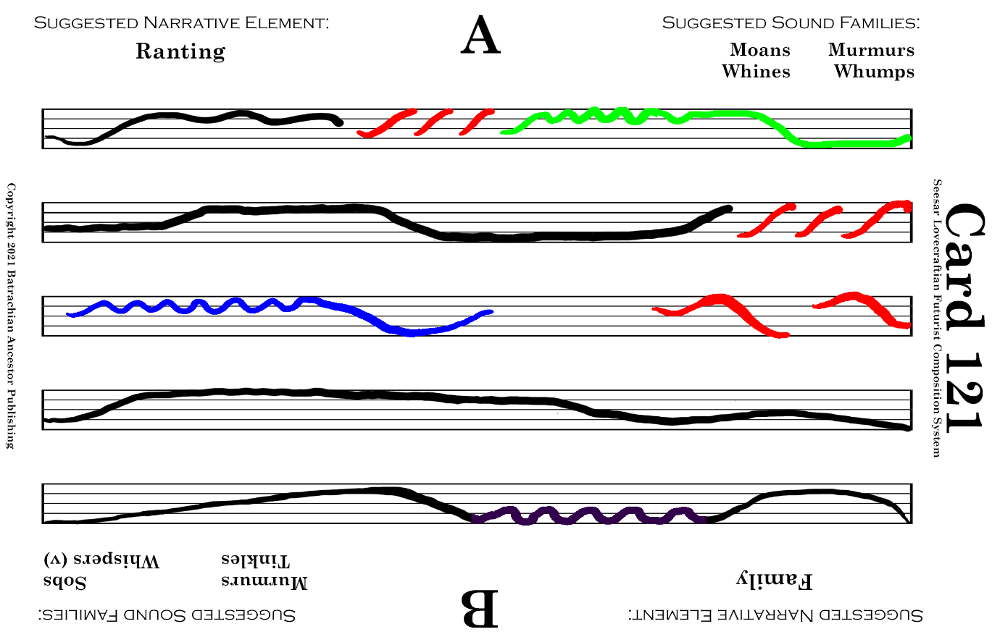 SUGGESTED NARRATIVE ELEMENT:
Ranting
A
SUGGESTED SOUND FAMILIES:
Moans Murmurs
Whines Whumps
Copyright 2021 Batrachian Ancestor Publishing
Card 121
Seesar Lovecraftian Futurist Composition System
B
SUGGESTED NARRATIVE ELEMENT:
Family
SUGGESTED SOUND FAMILIES:
Murmurs Sobs
Tinkles Whispers (v)